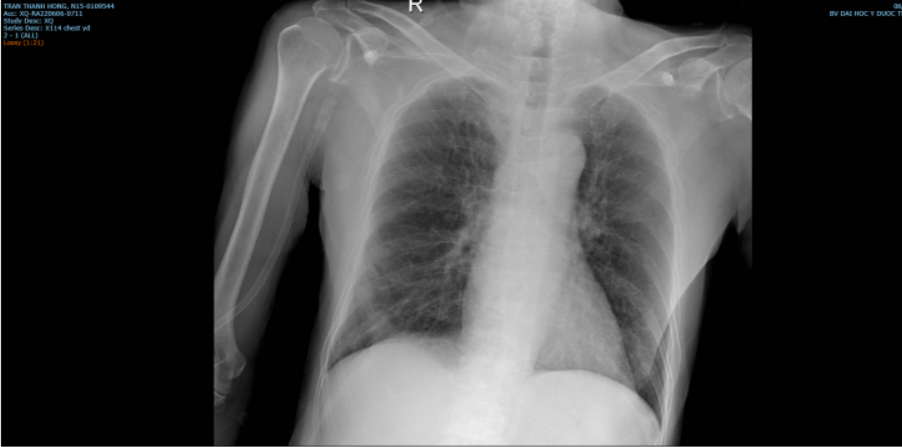 TRAN THANH HONG, N15-0109544
Acc: XQ-RA220606-0711
Study Desc: XQ
Series Desc: X114 chest yd
2 - 1 (ALL)
Lossy (1:21)
R
BV DAI HOC Y DUOC